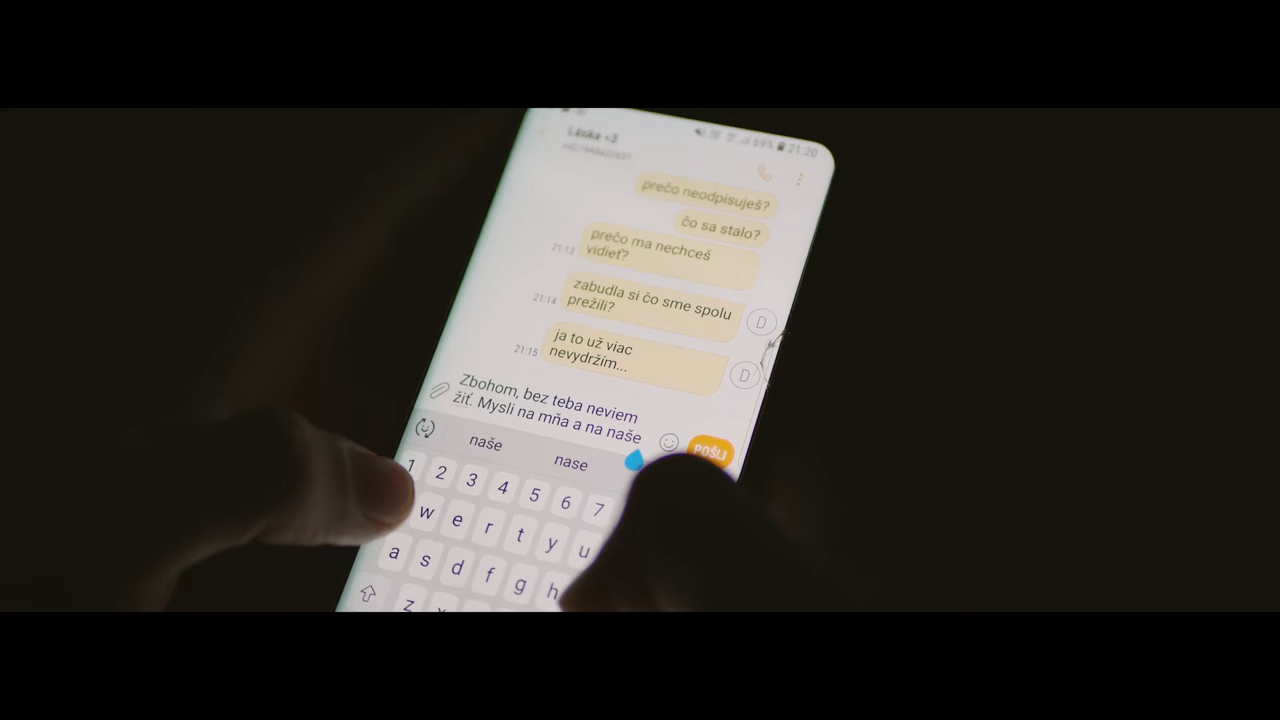 Láska <3
69% 21:20
prečo neodpisuješ?
čo sa stalo?
prečo ma nechceš
vidieť?
21:13
zabudla si čo sme spolu
prežili?
21:14
D
ja to už viac
nevydržím...
21:15
D
Zbohom, bez teba neviem
žiť. Mysli na mňa a na naše
POŠLI
naše
nase
1 2 3 4 5 6 7
w e r t y u
a s d f g h
z